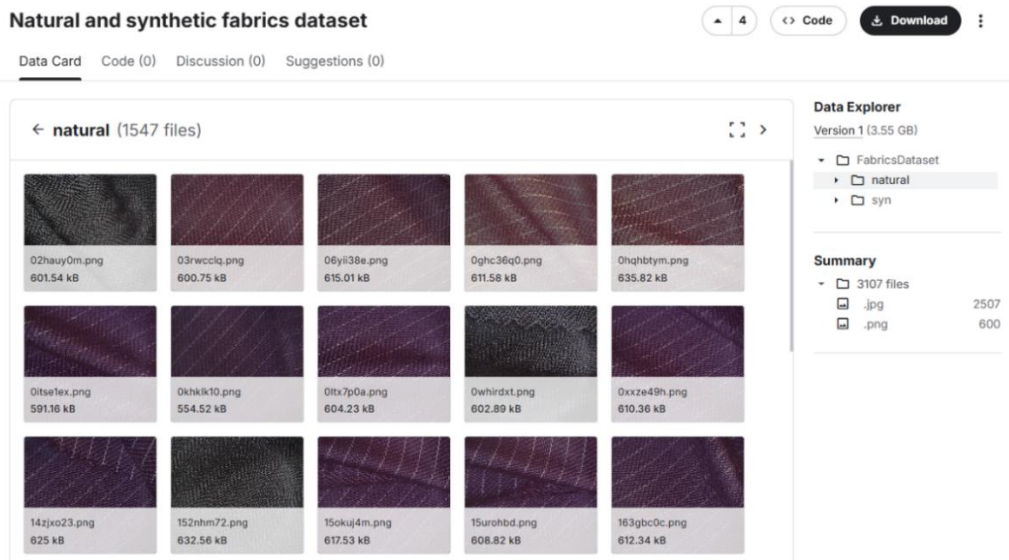 Natural and synthetic fabrics dataset
4
<> Code
Download
Data Card
Code (0)
Discussion (0)
Suggestions (0)
natural (1547 files)
02hauy0m.png
601.54 kB
03rwcclq.png
600.75 kB
06yii38e.png
615.01 kB
0ghc36q0.png
611.58 kB
0hqhbtym.png
635.82 kB
0itse1ex.png
591.16 kB
0khklk10.png
554.52 kB
0ltx7p0a.png
604.23 kB
0whirdxt.png
602.89 kB
0xxze49h.png
610.36 kB
14zjxo23.png
625 kB
152nhm72.png
632.56 kB
15okuj4m.png
617.53 kB
15urohbd.png
608.82 kB
163gbc0c.png
612.34 kB
Data Explorer
Version 1 (3.55 GB)
FabricsDataset
natural
syn
Summary
3107 files
.jpg 2507
.png 600